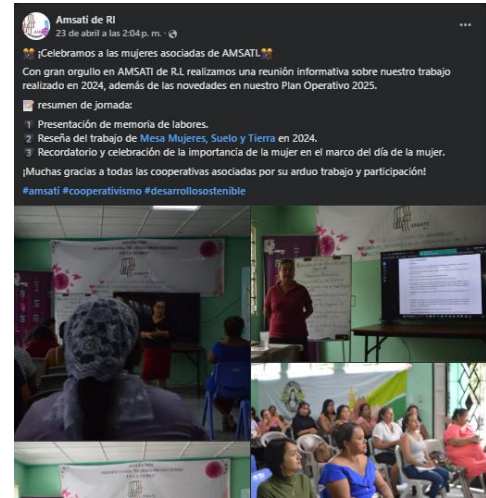 Amsati de Rl
23 de abril a las 2:04 p. m. ·
🎊 ¡Celebramos a las mujeres asociadas de AMSATI.🎊
Con gran orgullo en AMSATI de R.L realizamos una reunión informativa sobre nuestro trabajo
realizado en 2024, además de las novedades en nuestro Plan Operativo 2025.
📝 resumen de jornada:
1 Presentación de memoria de labores.
2 Reseña del trabajo de Mesa Mujeres, Suelo y Tierra en 2024.
3 Recordatorio y celebración de la importancia de la mujer en el marco del día de la mujer.
¡Muchas gracias a todas las cooperativas asociadas por su arduo trabajo y participación!
#amsati #cooperativismo #desarrollosostenible
AMSATI